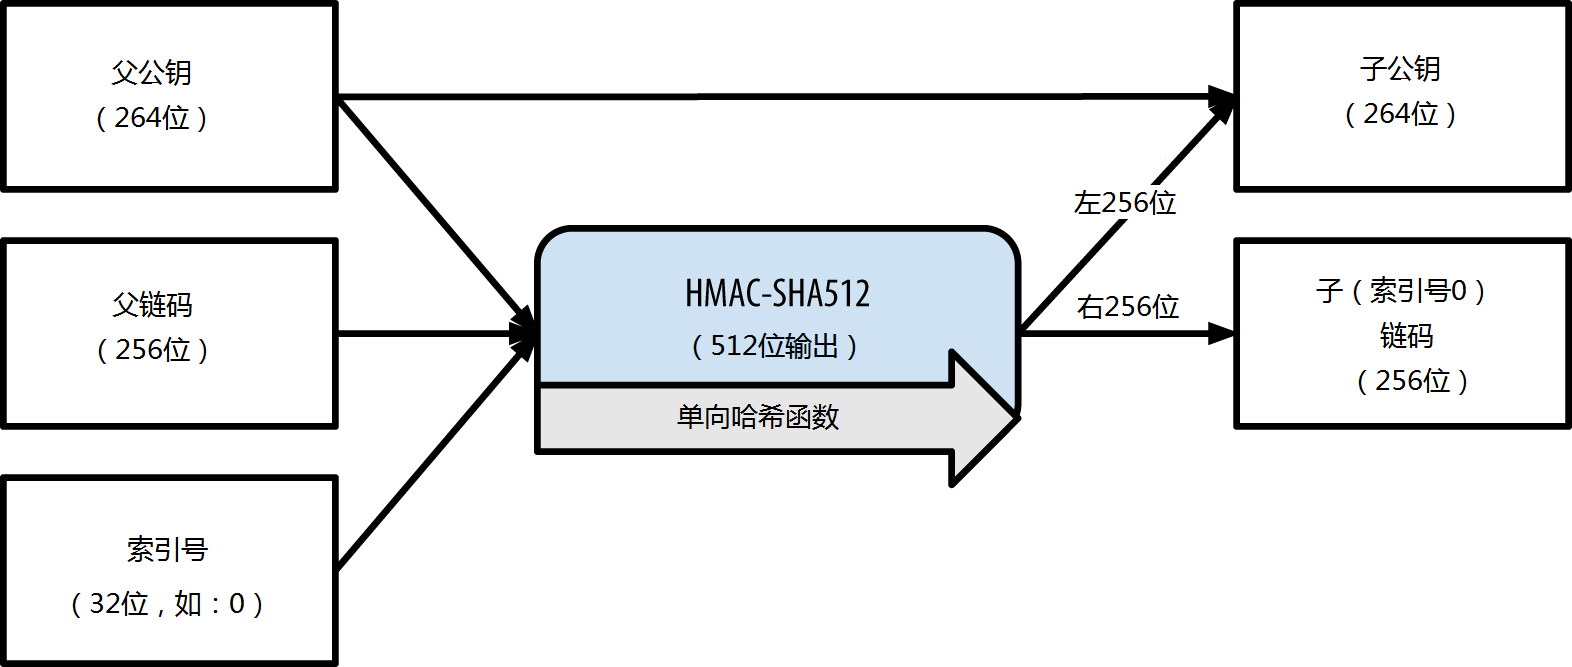 父公钥
（264位）
父链码
（256位）
索引号
（32位，如：0）
HMAC-SHA512
（512位输出）
单向哈希函数
左256位
右256位
子公钥
（264位）
子（索引号0）
链码
（256位）